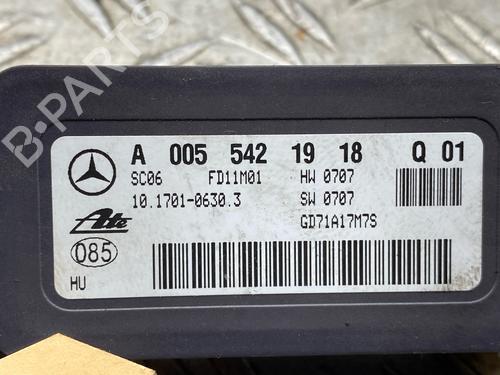 B-PARTS
A 005 542 19 18 Q 01
SC06 FD11M01 HW 0707
10.1701-0630.3 SW 0707
Ate GD71A17M7S
085
HU